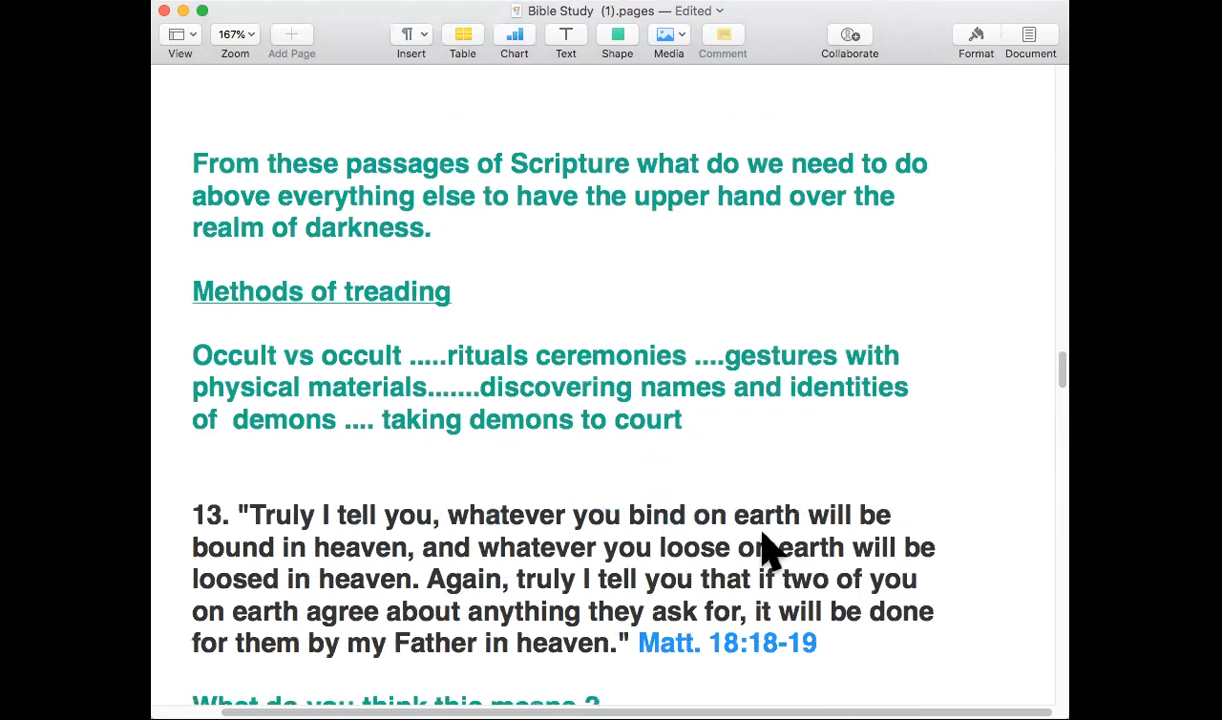 Bible Study  (1).pages — Edited
167%
View
Zoom
Add Page
Insert
Table
Chart
Text
Shape
Media
Comment
Collaborate
Format
Document
From these passages of Scripture what do we need to do
above everything else to have the upper hand over the
realm of darkness.
Methods of treading
Occult vs occult .....rituals ceremonies ....gestures with
physical materials.......discovering names and identities
of  demons .... taking demons to court
13. "Truly I tell you, whatever you bind on earth will be
bound in heaven, and whatever you loose on earth will be
loosed in heaven. Again, truly I tell you that if two of you
on earth agree about anything they ask for, it will be done
for them by my Father in heaven." Matt. 18:18-19
What do you think this means ?